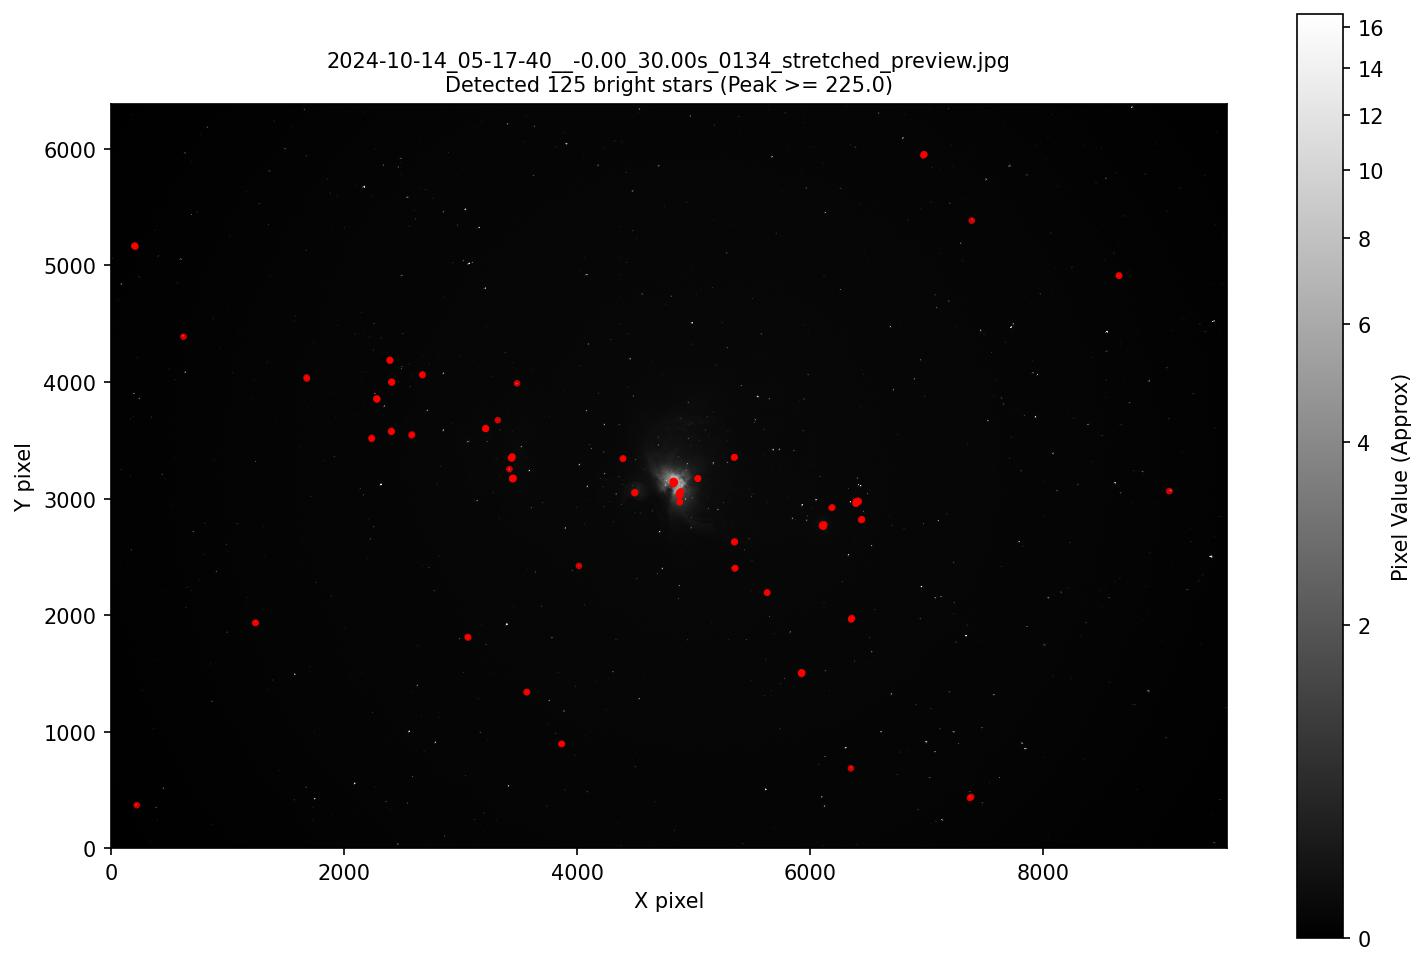 2024-10-14_05-17-40__-0.00_30.00s_0134_stretched_preview.jpg
Detected 125 bright stars (Peak >= 225.0)
6000
5000
4000
3000
2000
1000
0
Y pixel
0 2000 4000 6000 8000
X pixel
16
14
12
10
8
6
4
2
0
Pixel Value (Approx)